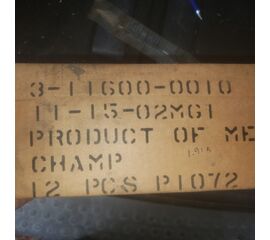 3-11600-0010
11-15-02MG1
PRODUCT OF ME
CHAMP
12 PCS P1072